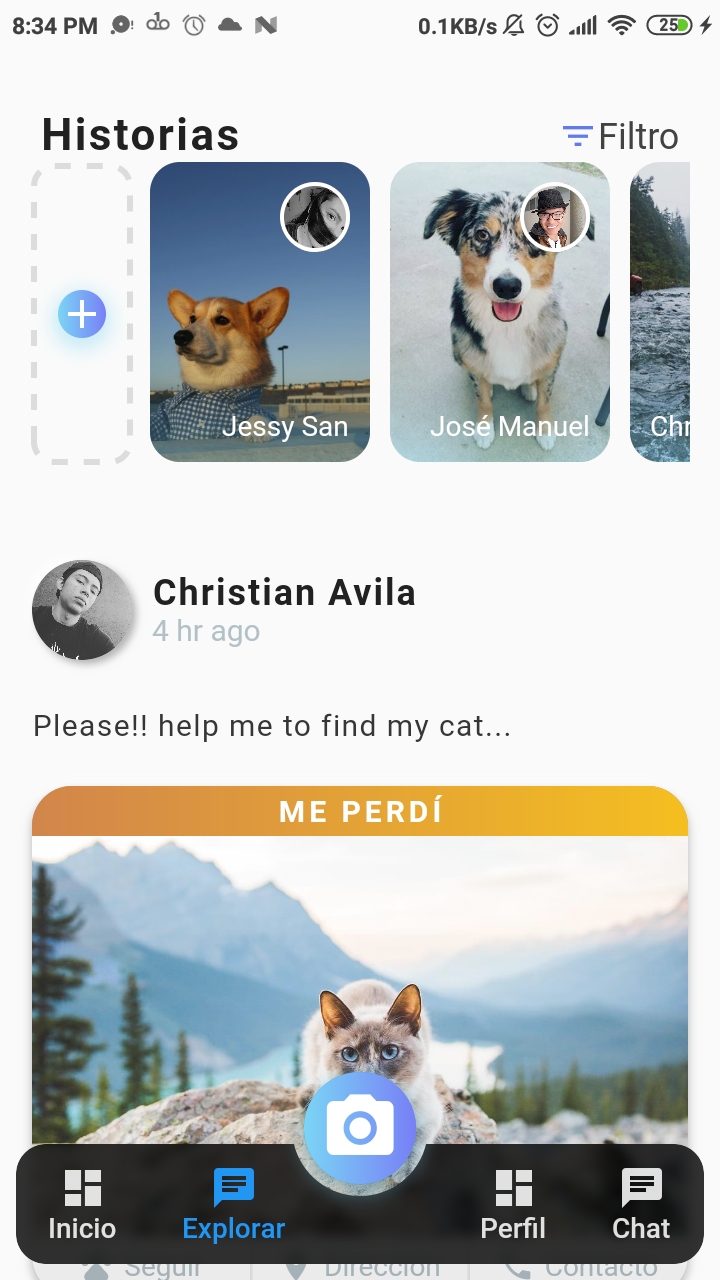 8:34 PM 0.1KB/s 25
Historias
Filtro
Jessy San
José Manuel
Chr
Christian Avila
4 hr ago
Please!! help me to find my cat...
ME PERDÍ
Inicio
Explorar
Perfil
Chat
Seguir
Dirección
Contacto